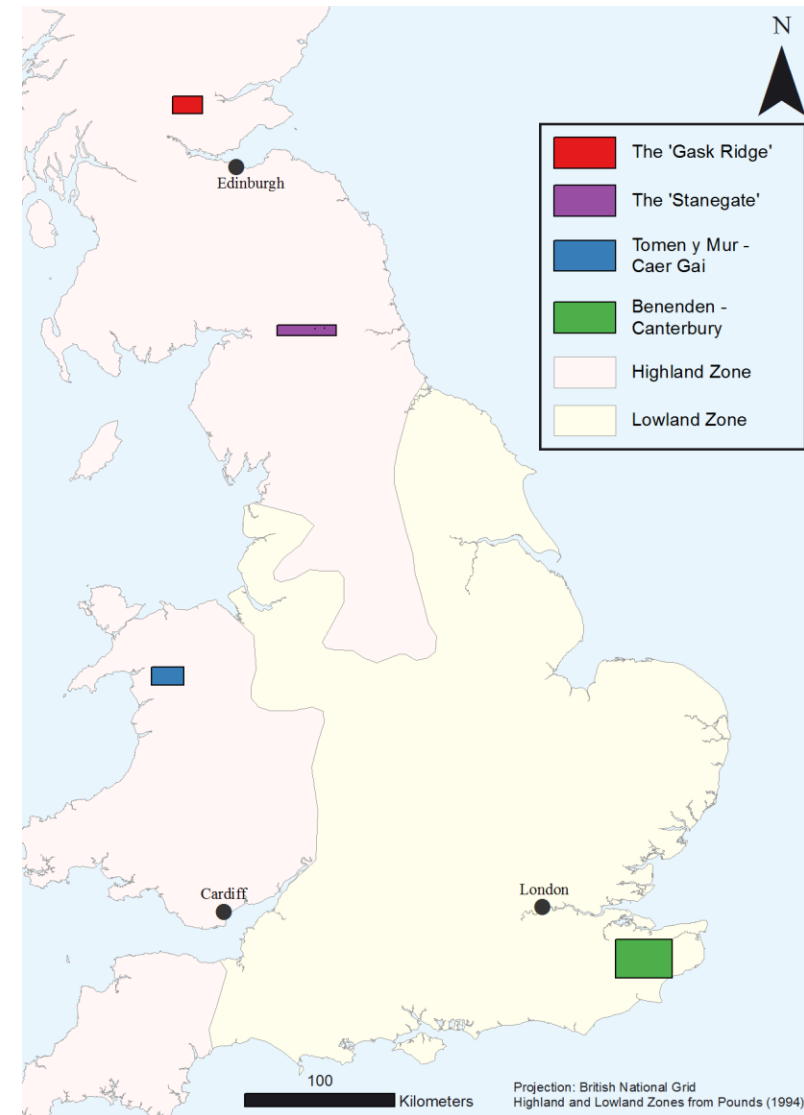 N
The 'Gask Ridge'
The 'Stanegate'
Tomen y Mur -
Caer Gai
Benenden -
Canterbury
Highland Zone
Lowland Zone
Edinburgh
Cardiff
London
100
Kilometers
Projection: British National Grid
Highland and Lowland Zones from Pounds (1994)